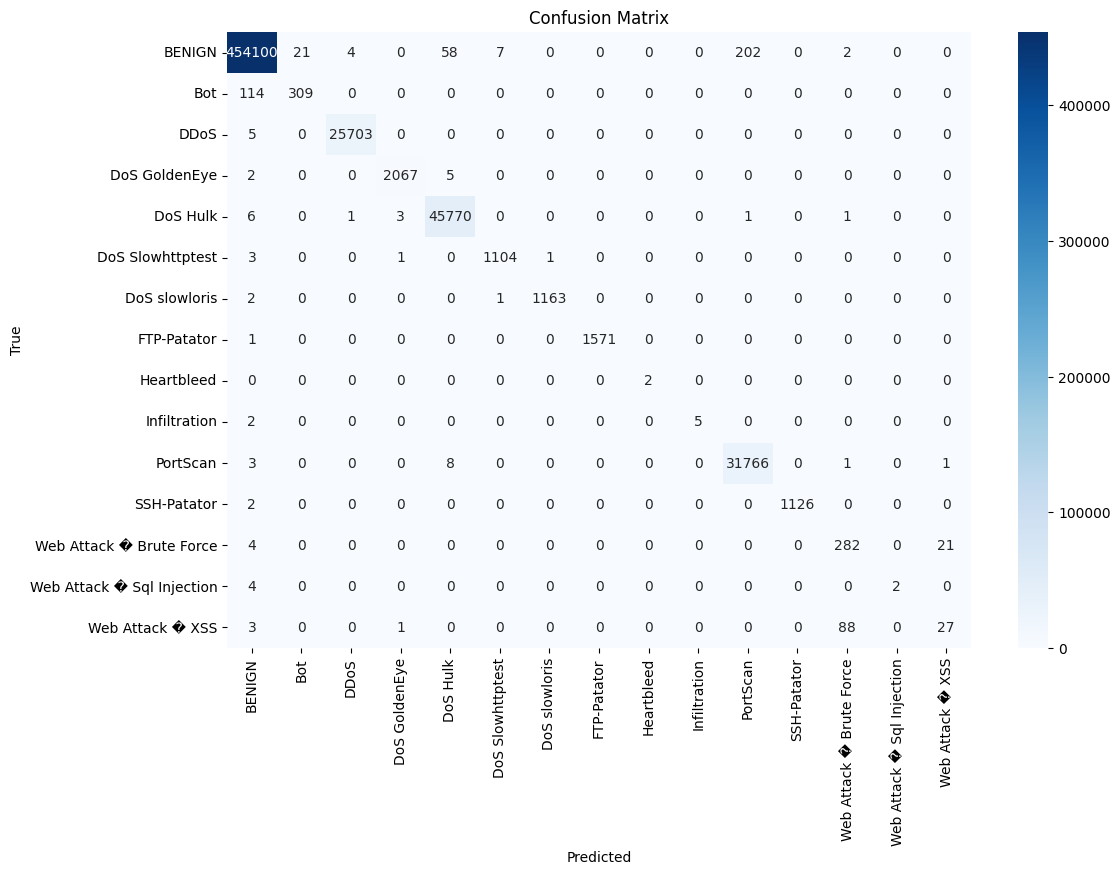 Confusion Matrix
BENIGN 454100 21 4 0 58 7 0 0 0 0 202 0 2 0 0
Bot 114 309 0 0 0 0 0 0 0 0 0 0 0 0 0
DDoS 5 0 25703 0 0 0 0 0 0 0 0 0 0 0 0
DoS GoldenEye 2 0 0 2067 5 0 0 0 0 0 0 0 0 0 0
DoS Hulk 6 0 1 3 45770 0 0 0 0 0 1 0 1 0 0
DoS Slowhttptest 3 0 0 1 0 1104 1 0 0 0 0 0 0 0 0
DoS slowloris 2 0 0 0 0 1 1163 0 0 0 0 0 0 0 0
FTP-Patator 1 0 0 0 0 0 0 1571 0 0 0 0 0 0 0
Heartbleed 0 0 0 0 0 0 0 0 2 0 0 0 0 0 0
Infiltration 2 0 0 0 0 0 0 0 0 5 0 0 0 0 0
PortScan 3 0 0 0 8 0 0 0 0 0 31766 0 1 0 1
SSH-Patator 2 0 0 0 0 0 0 0 0 0 0 1126 0 0 0
Web Attack � Brute Force 4 0 0 0 0 0 0 0 0 0 0 0 282 0 21
Web Attack � Sql Injection 4 0 0 0 0 0 0 0 0 0 0 0 0 2 0
Web Attack � XSS 3 0 0 1 0 0 0 0 0 0 0 0 88 0 27
True
BENIGN
Bot
DDoS
DoS GoldenEye
DoS Hulk
DoS Slowhttptest
DoS slowloris
FTP-Patator
Heartbleed
Infiltration
PortScan
SSH-Patator
Web Attack � Brute Force
Web Attack � Sql Injection
Web Attack � XSS
Predicted
400000
300000
200000
100000
0